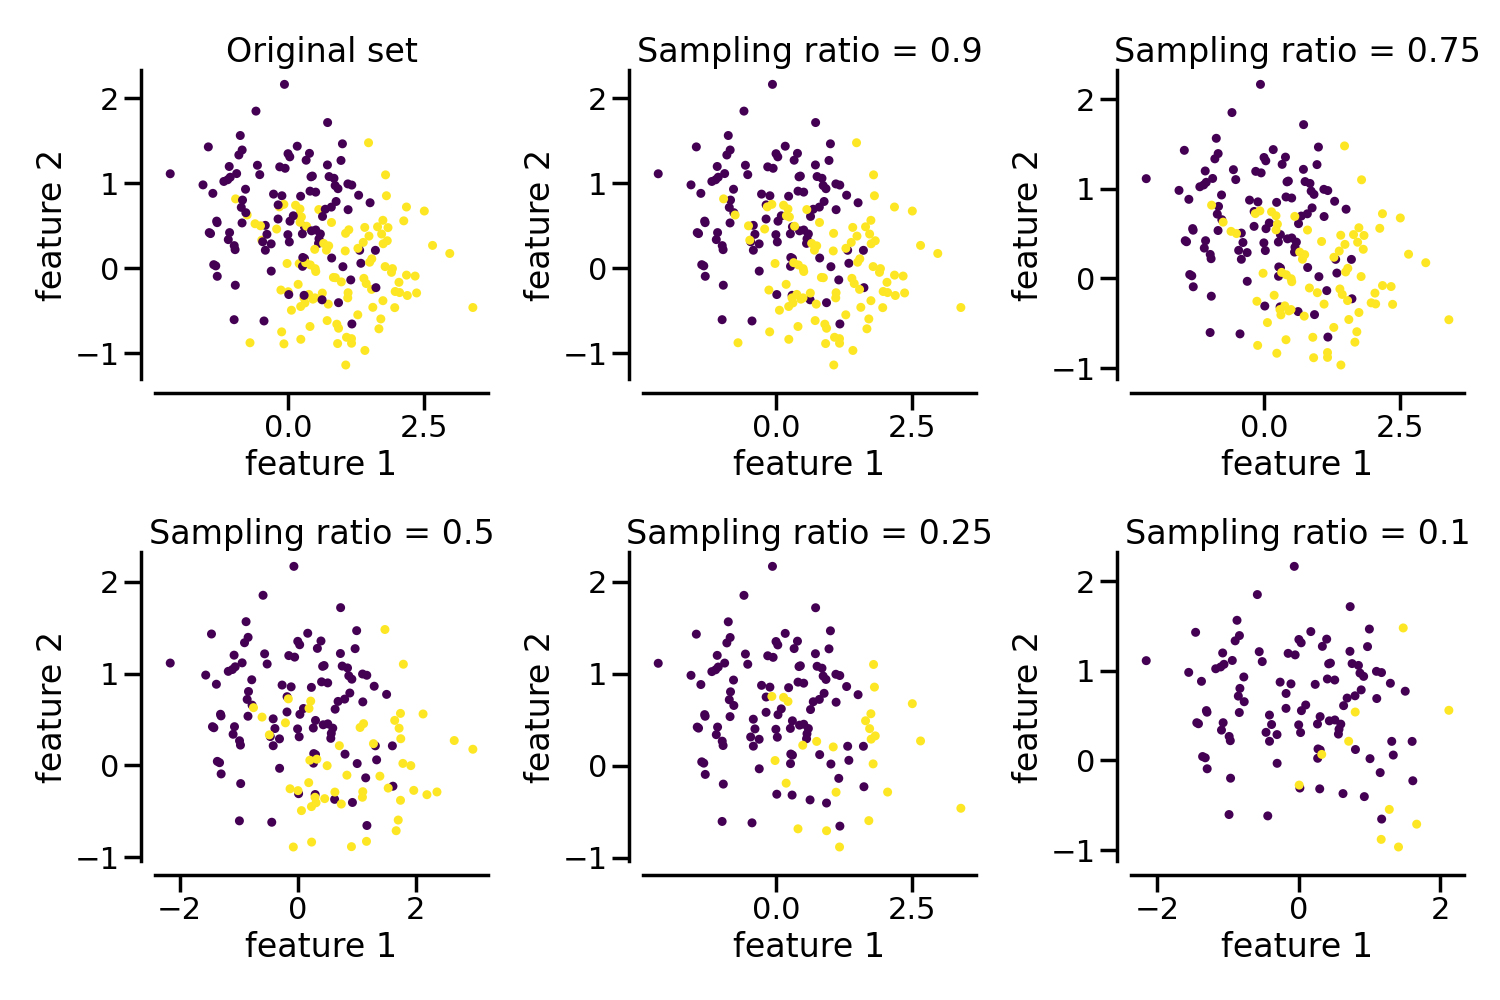 Original set
2
1
0
−1
feature 2
0.0 2.5
feature 1
Sampling ratio = 0.9
2
1
0
−1
feature 2
0.0 2.5
feature 1
Sampling ratio = 0.75
2
1
0
−1
feature 2
0.0 2.5
feature 1
Sampling ratio = 0.5
2
1
0
−1
feature 2
−2 0 2
feature 1
Sampling ratio = 0.25
2
1
0
−1
feature 2
0.0 2.5
feature 1
Sampling ratio = 0.1
2
1
0
−1
feature 2
−2 0 2
feature 1